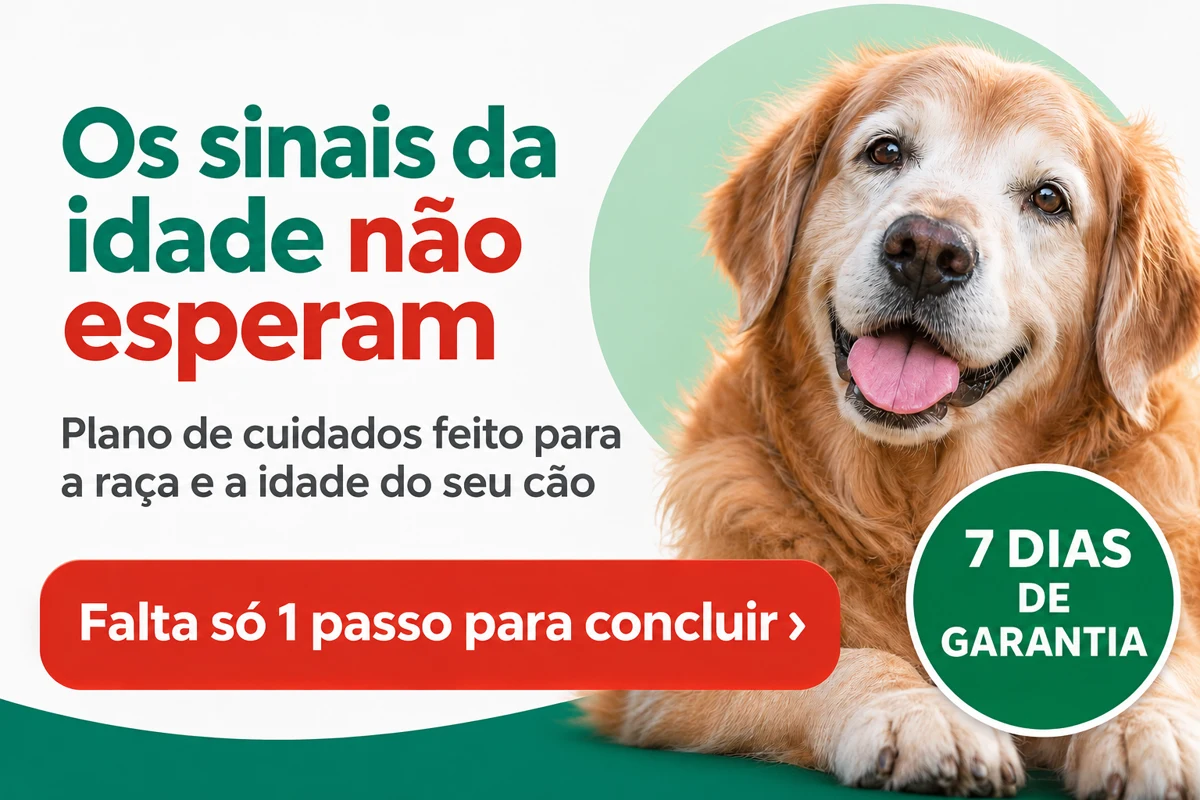 Os sinais da
idade não
esperam
Plano de cuidados feito para
a raça e a idade do seu cão
Falta só 1 passo para concluir ›
7 DIAS
DE
GARANTIA